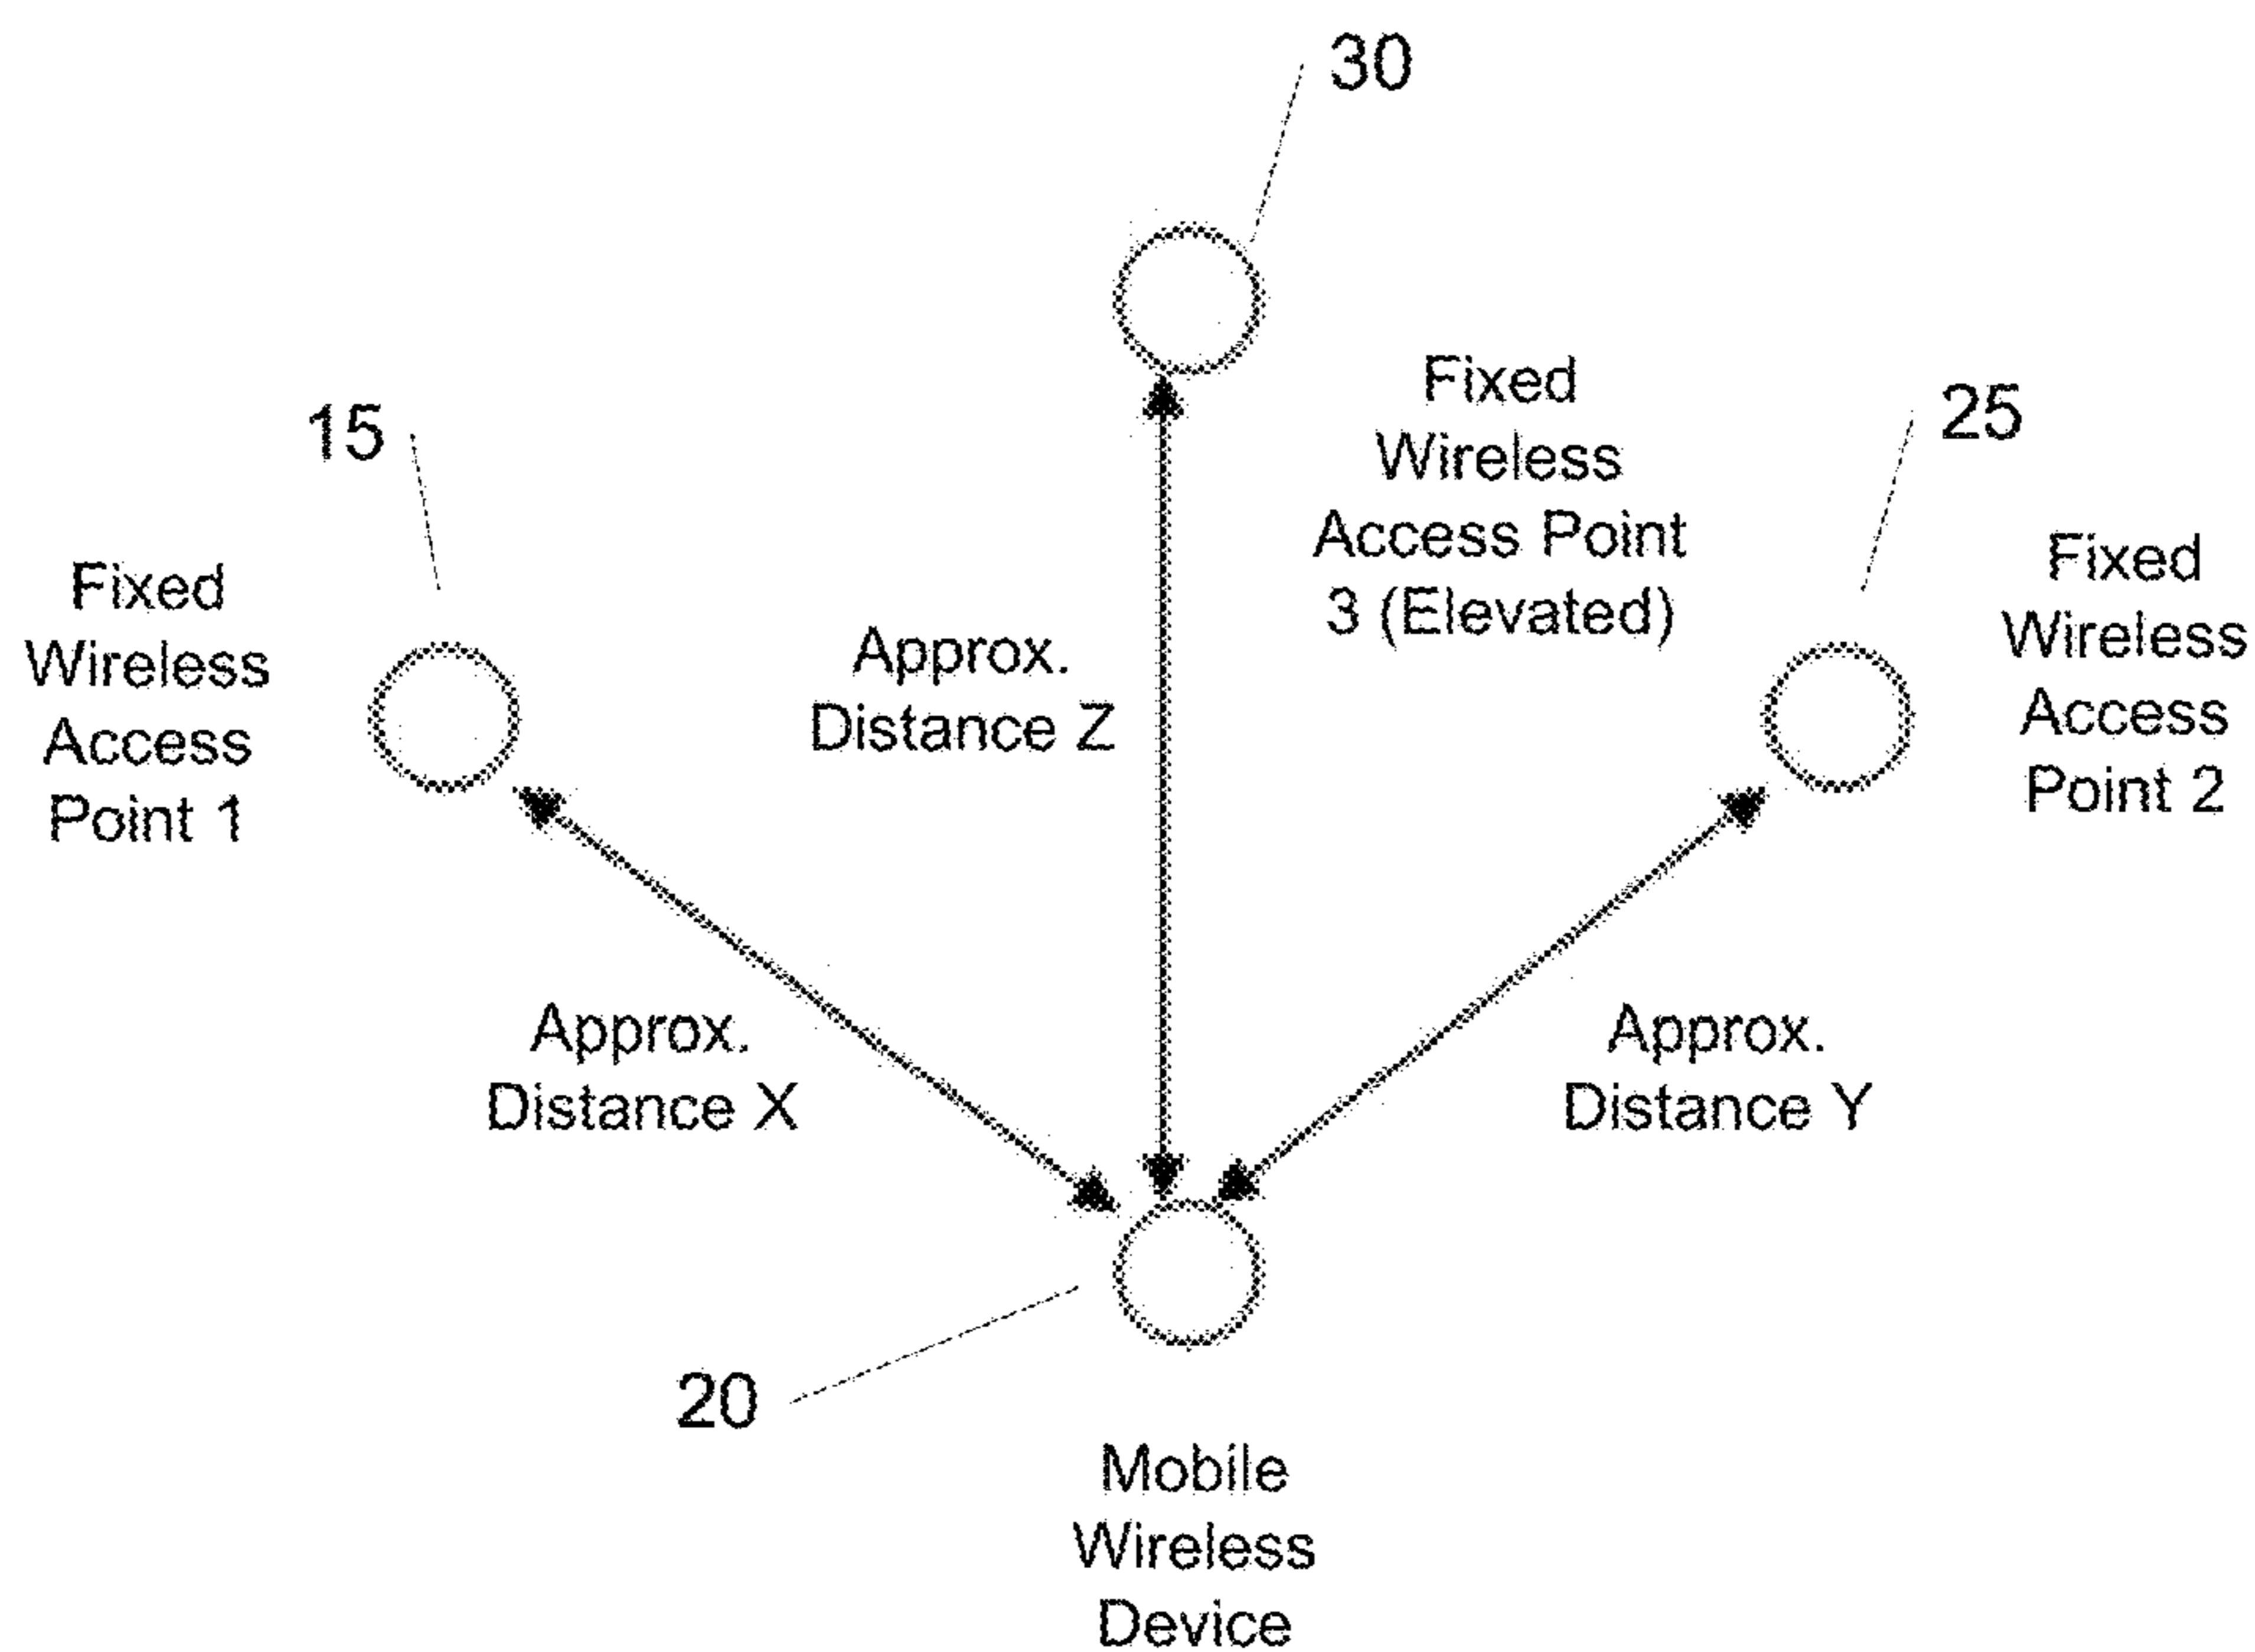 30
15
25
Fixed
Wireless
Access Point
3 (Elevated)
Fixed
Wireless
Access
Point 1
Fixed
Wireless
Access
Point 2
Approx.
Distance Z
Approx.
Distance X
Approx.
Distance Y
20
Mobile
Wireless
Device